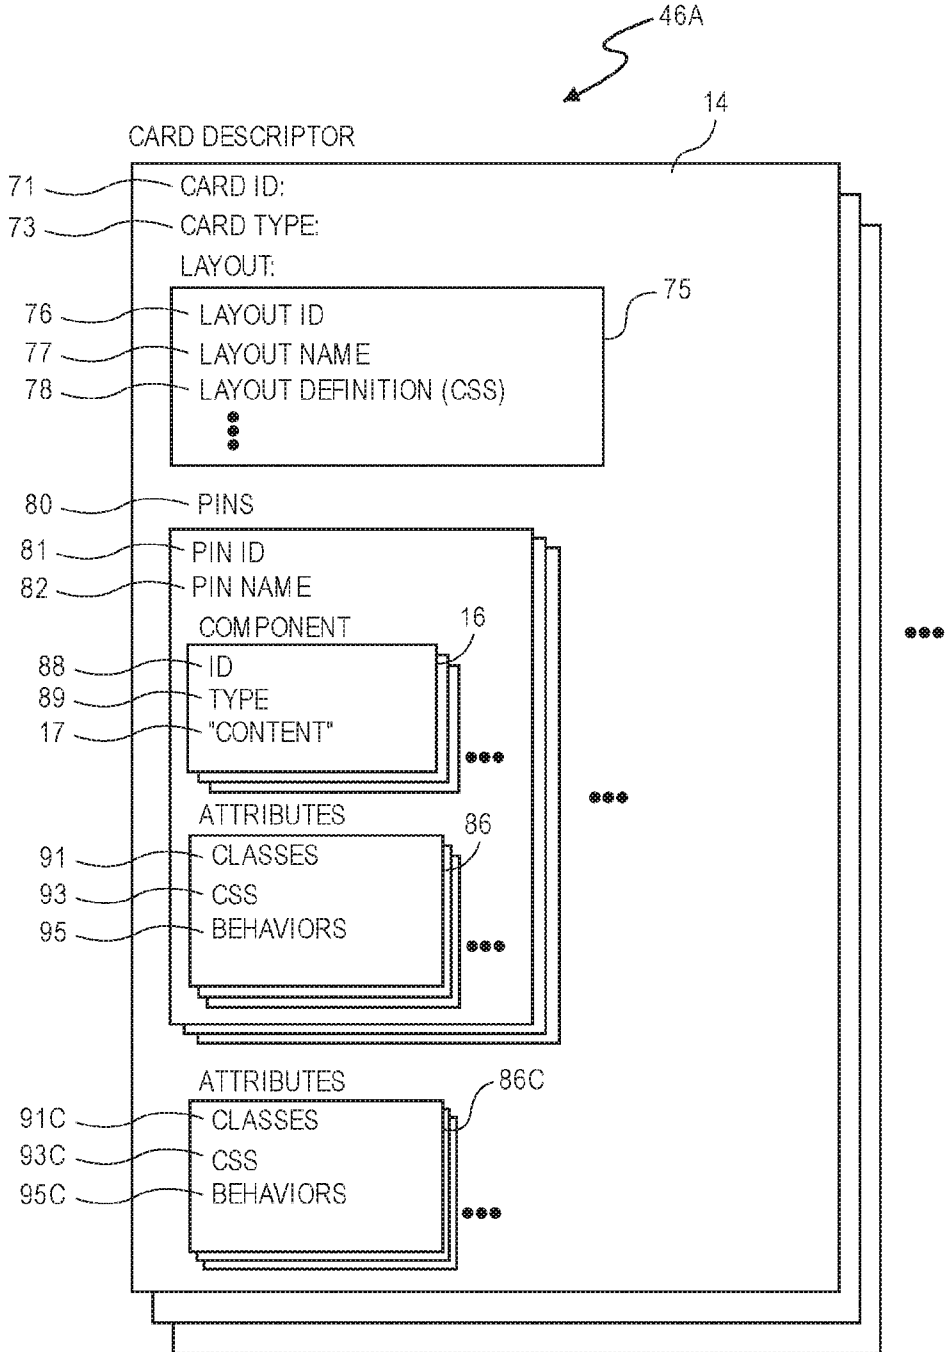 46A
14
CARD DESCRIPTOR
71 CARD ID:
73 CARD TYPE:
LAYOUT:
75
76 LAYOUT ID
77 LAYOUT NAME
78 LAYOUT DEFINITION (CSS)
80 PINS
81 PIN ID
82 PIN NAME
COMPONENT
16
88 ID
89 TYPE
17 "CONTENT"
ATTRIBUTES
86
91 CLASSES
93 CSS
95 BEHAVIORS
ATTRIBUTES
86C
91C CLASSES
93C CSS
95C BEHAVIORS